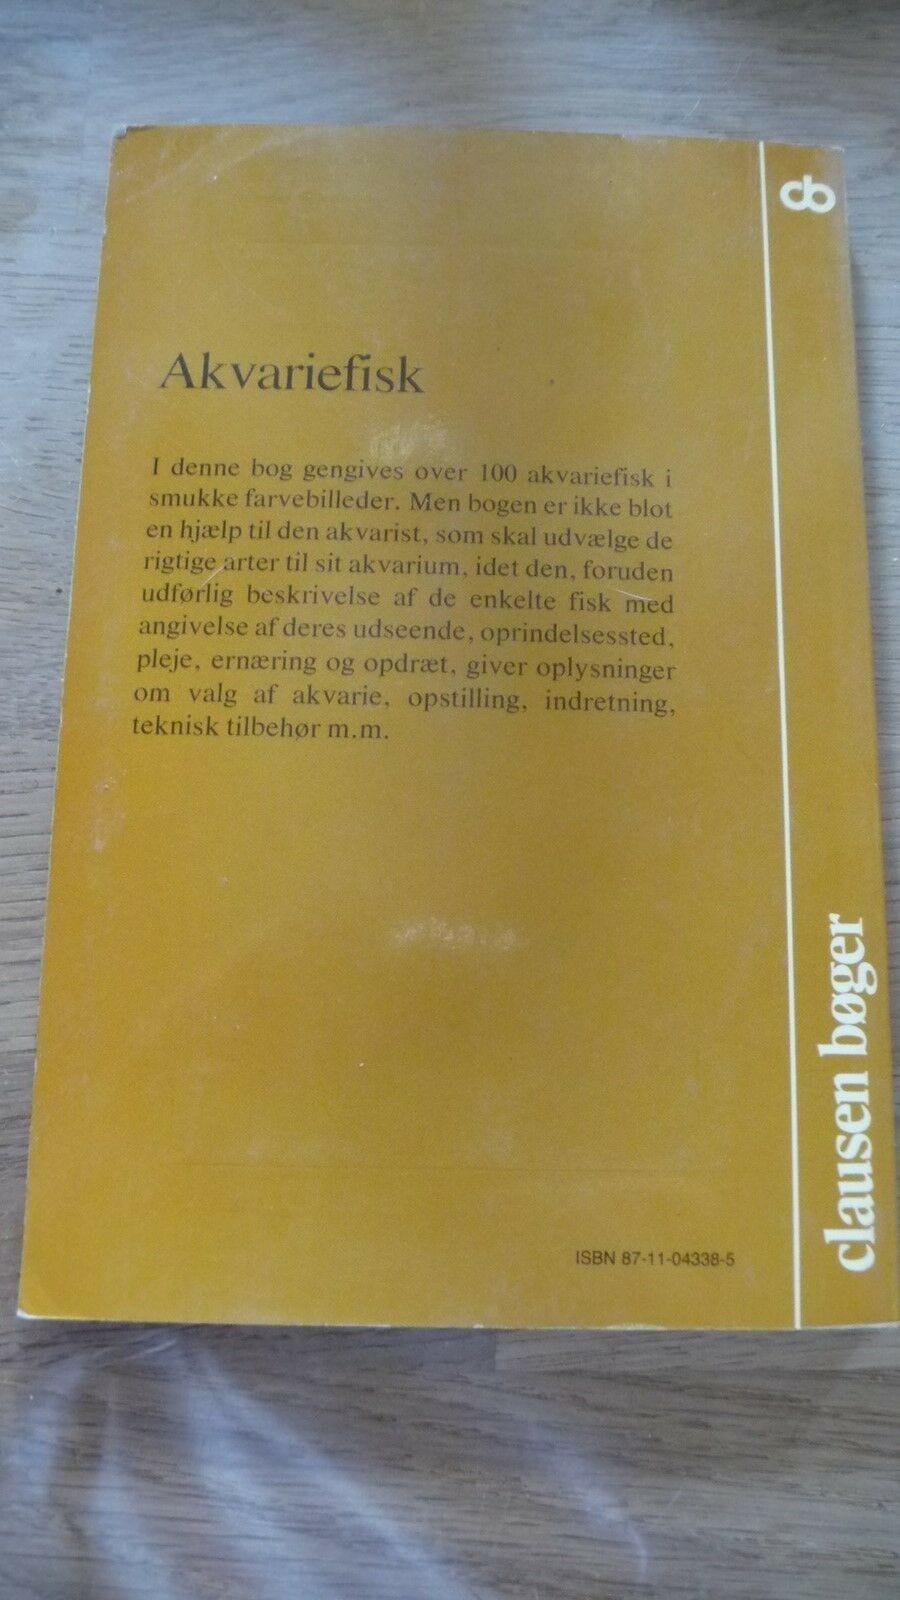 Akvariefisk
I denne bog gengives over 100 akvariefisk i
smukke farvebilleder. Men bogen er ikke blot
en hjælp til den akvarist, som skal udvælge de
rigtige arter til sit akvarium, idet den, foruden
udførlig beskrivelse af de enkelte fisk med
angivelse af deres udseende, oprindelsessted,
pleje, ernæring og opdræt, giver oplysninger
om valg af akvarie, opstilling, indretning,
teknisk tilbehør m.m.
ISBN 87-11-04338-5
cb
clausen bøger